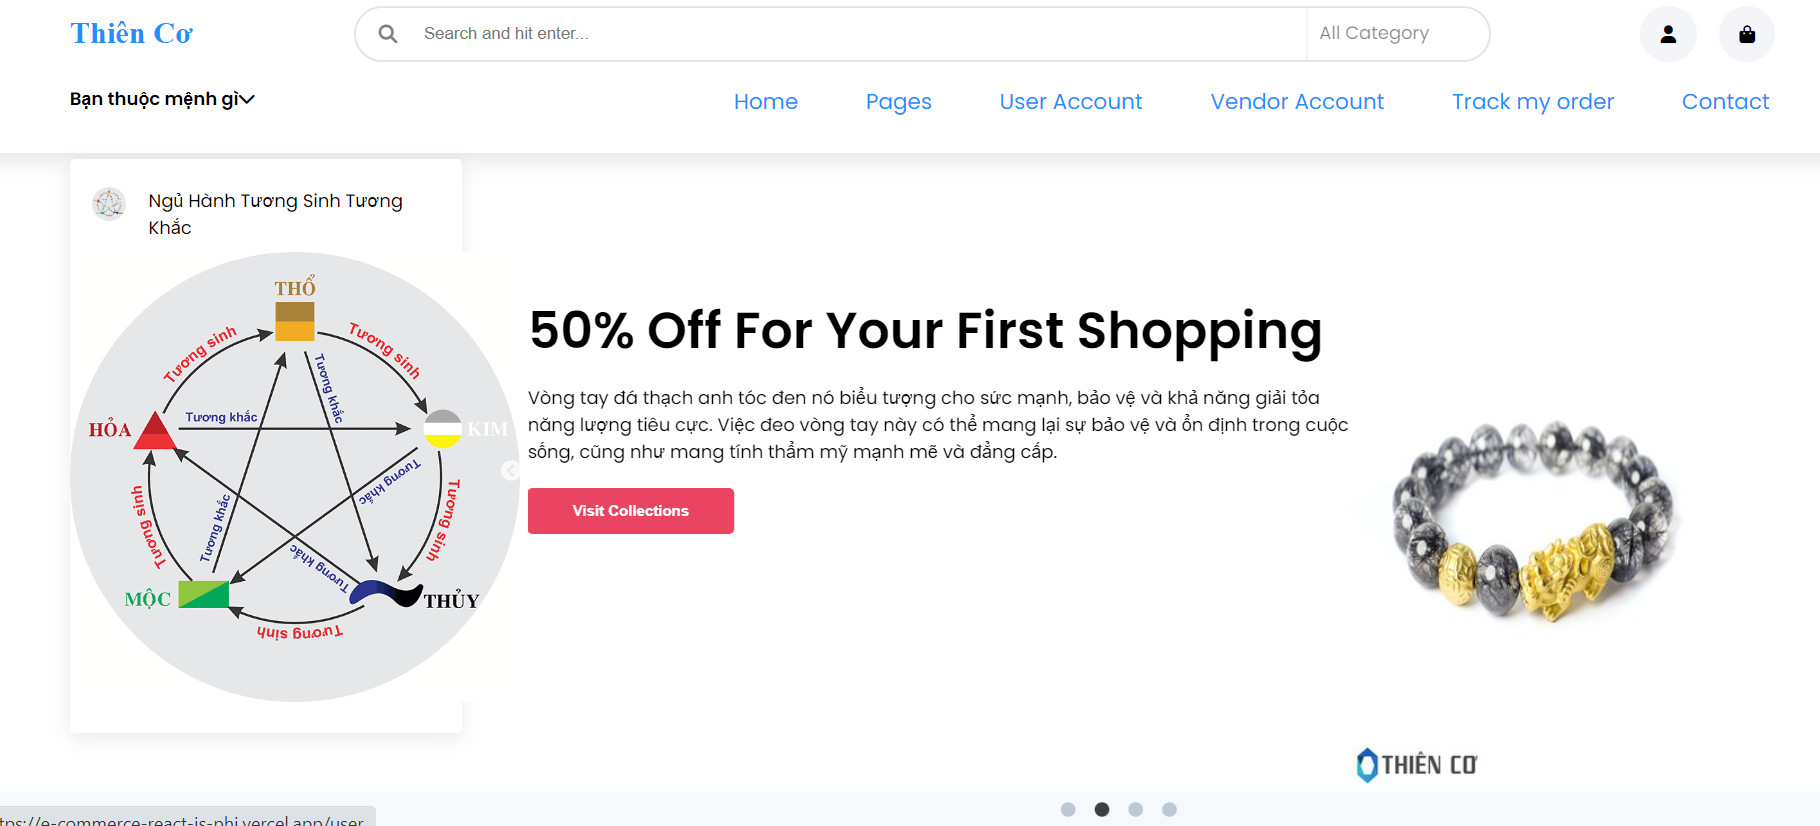 Thiên Cơ
Search and hit enter...
All Category
Bạn thuộc mệnh gì
Home
Pages
User Account
Vendor Account
Track my order
Contact
Ngủ Hành Tương Sinh Tương
Khắc
THỔ
Tương sinh
Tương sinh
Tương khắc
Tương khắc
HỎA
KIM
Tương khắc
Tương sinh
Tương sinh
Tương khắc
Tương khắc
MỘC
THỦY
Tương sinh
50% Off For Your First Shopping
Vòng tay đá thạch anh tóc đen nó biểu tượng cho sức mạnh, bảo vệ và khả năng giải tỏa
năng lượng tiêu cực. Việc đeo vòng tay này có thể mang lại sự bảo vệ và ổn định trong cuộc
sống, cũng như mang tính thẩm mỹ mạnh mẽ và đẳng cấp.
Visit Collections
THIÊN CƠ
tps://e-commerce-react-js-phi.vercel.app/user